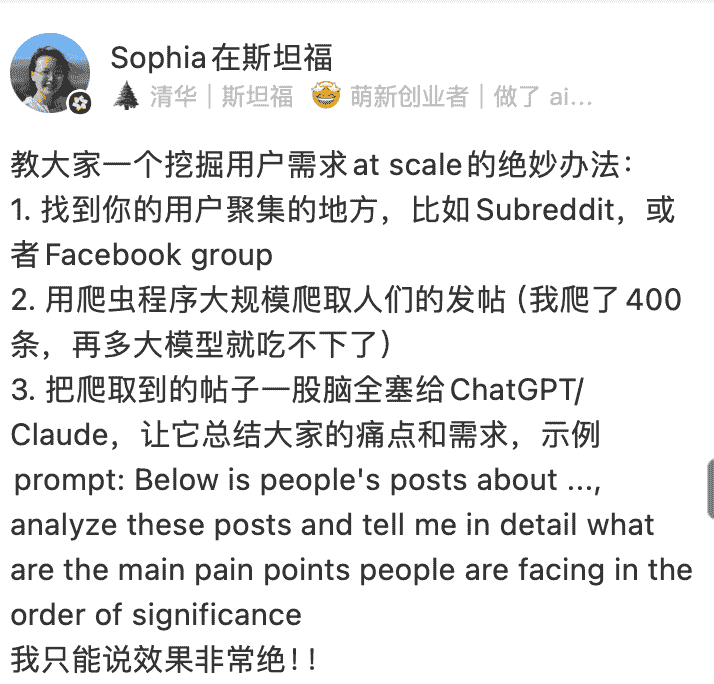 Sophia在斯坦福
清华｜斯坦福 🤩 萌新创业者｜做了 ai...
教大家一个挖掘用户需求at scale的绝妙办法：
1. 找到你的用户聚集的地方，比如Subreddit，或
者Facebook group
2. 用爬虫程序大规模爬取人们的发帖（我爬了400
条，再多大模型就吃不下了）
3. 把爬取到的帖子一股脑全塞给ChatGPT/
Claude，让它总结大家的痛点和需求，示例
prompt: Below is people's posts about ...,
analyze these posts and tell me in detail what
are the main pain points people are facing in the
order of significance
我只能说效果非常绝！！